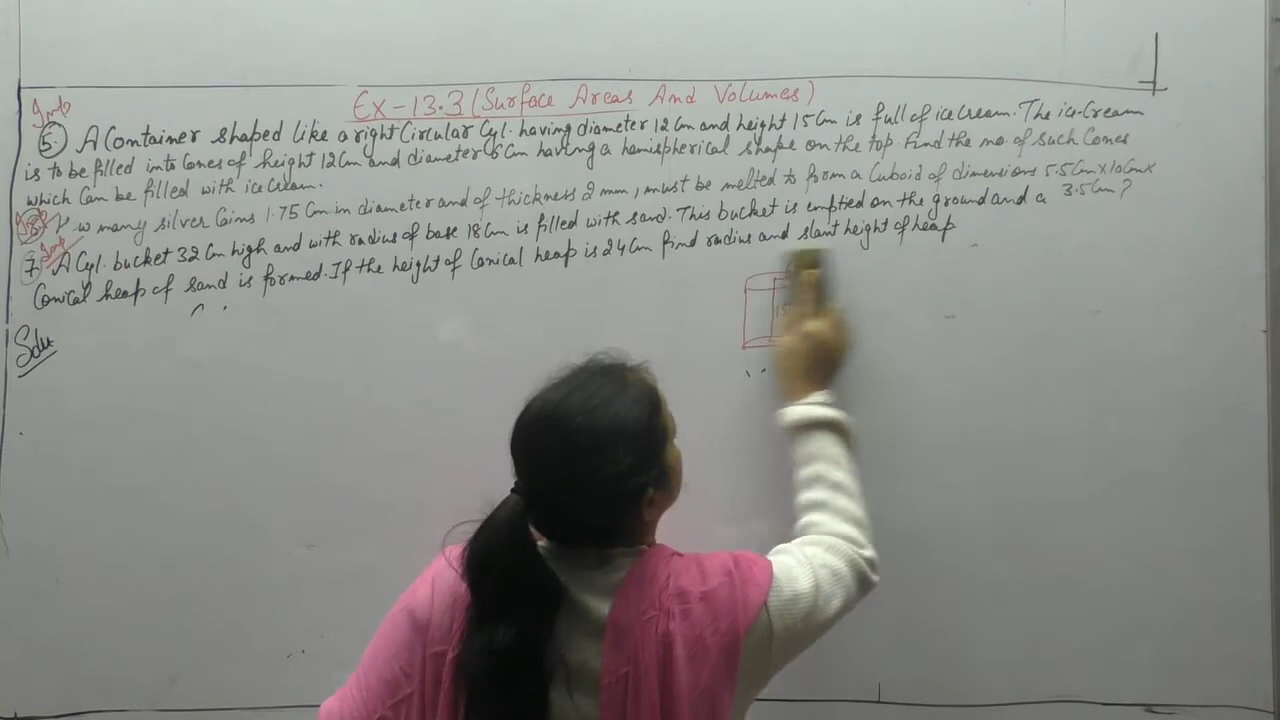 Ex-13.3 (Surface Areas And Volumes)
Imp
5. A Container shaped like a right Circular Cyl. having diameter 12 Cm and height 15 Cm is full of ice cream. The ice-Cream
is to be filled into Cones of height 12 Cm and diameter 6 Cm having a hemispherical shape on the top. Find the no. of such Cones
which Can be filled with ice Cream.
w many silver Coins 1.75 Cm in diameter and of thickness 2 mm, must be melted to form a Cuboid of dimensions 5.5 Cm x 10 Cm x
3.5 Cm?
Imp
7. A Cyl. bucket 32 Cm high and with radius of base 18 Cm is filled with sand. This bucket is emptied on the ground and a
Conical heap of sand is formed. If the height of Conical heap is 24 Cm find radius and slant height of heap
Solu
15